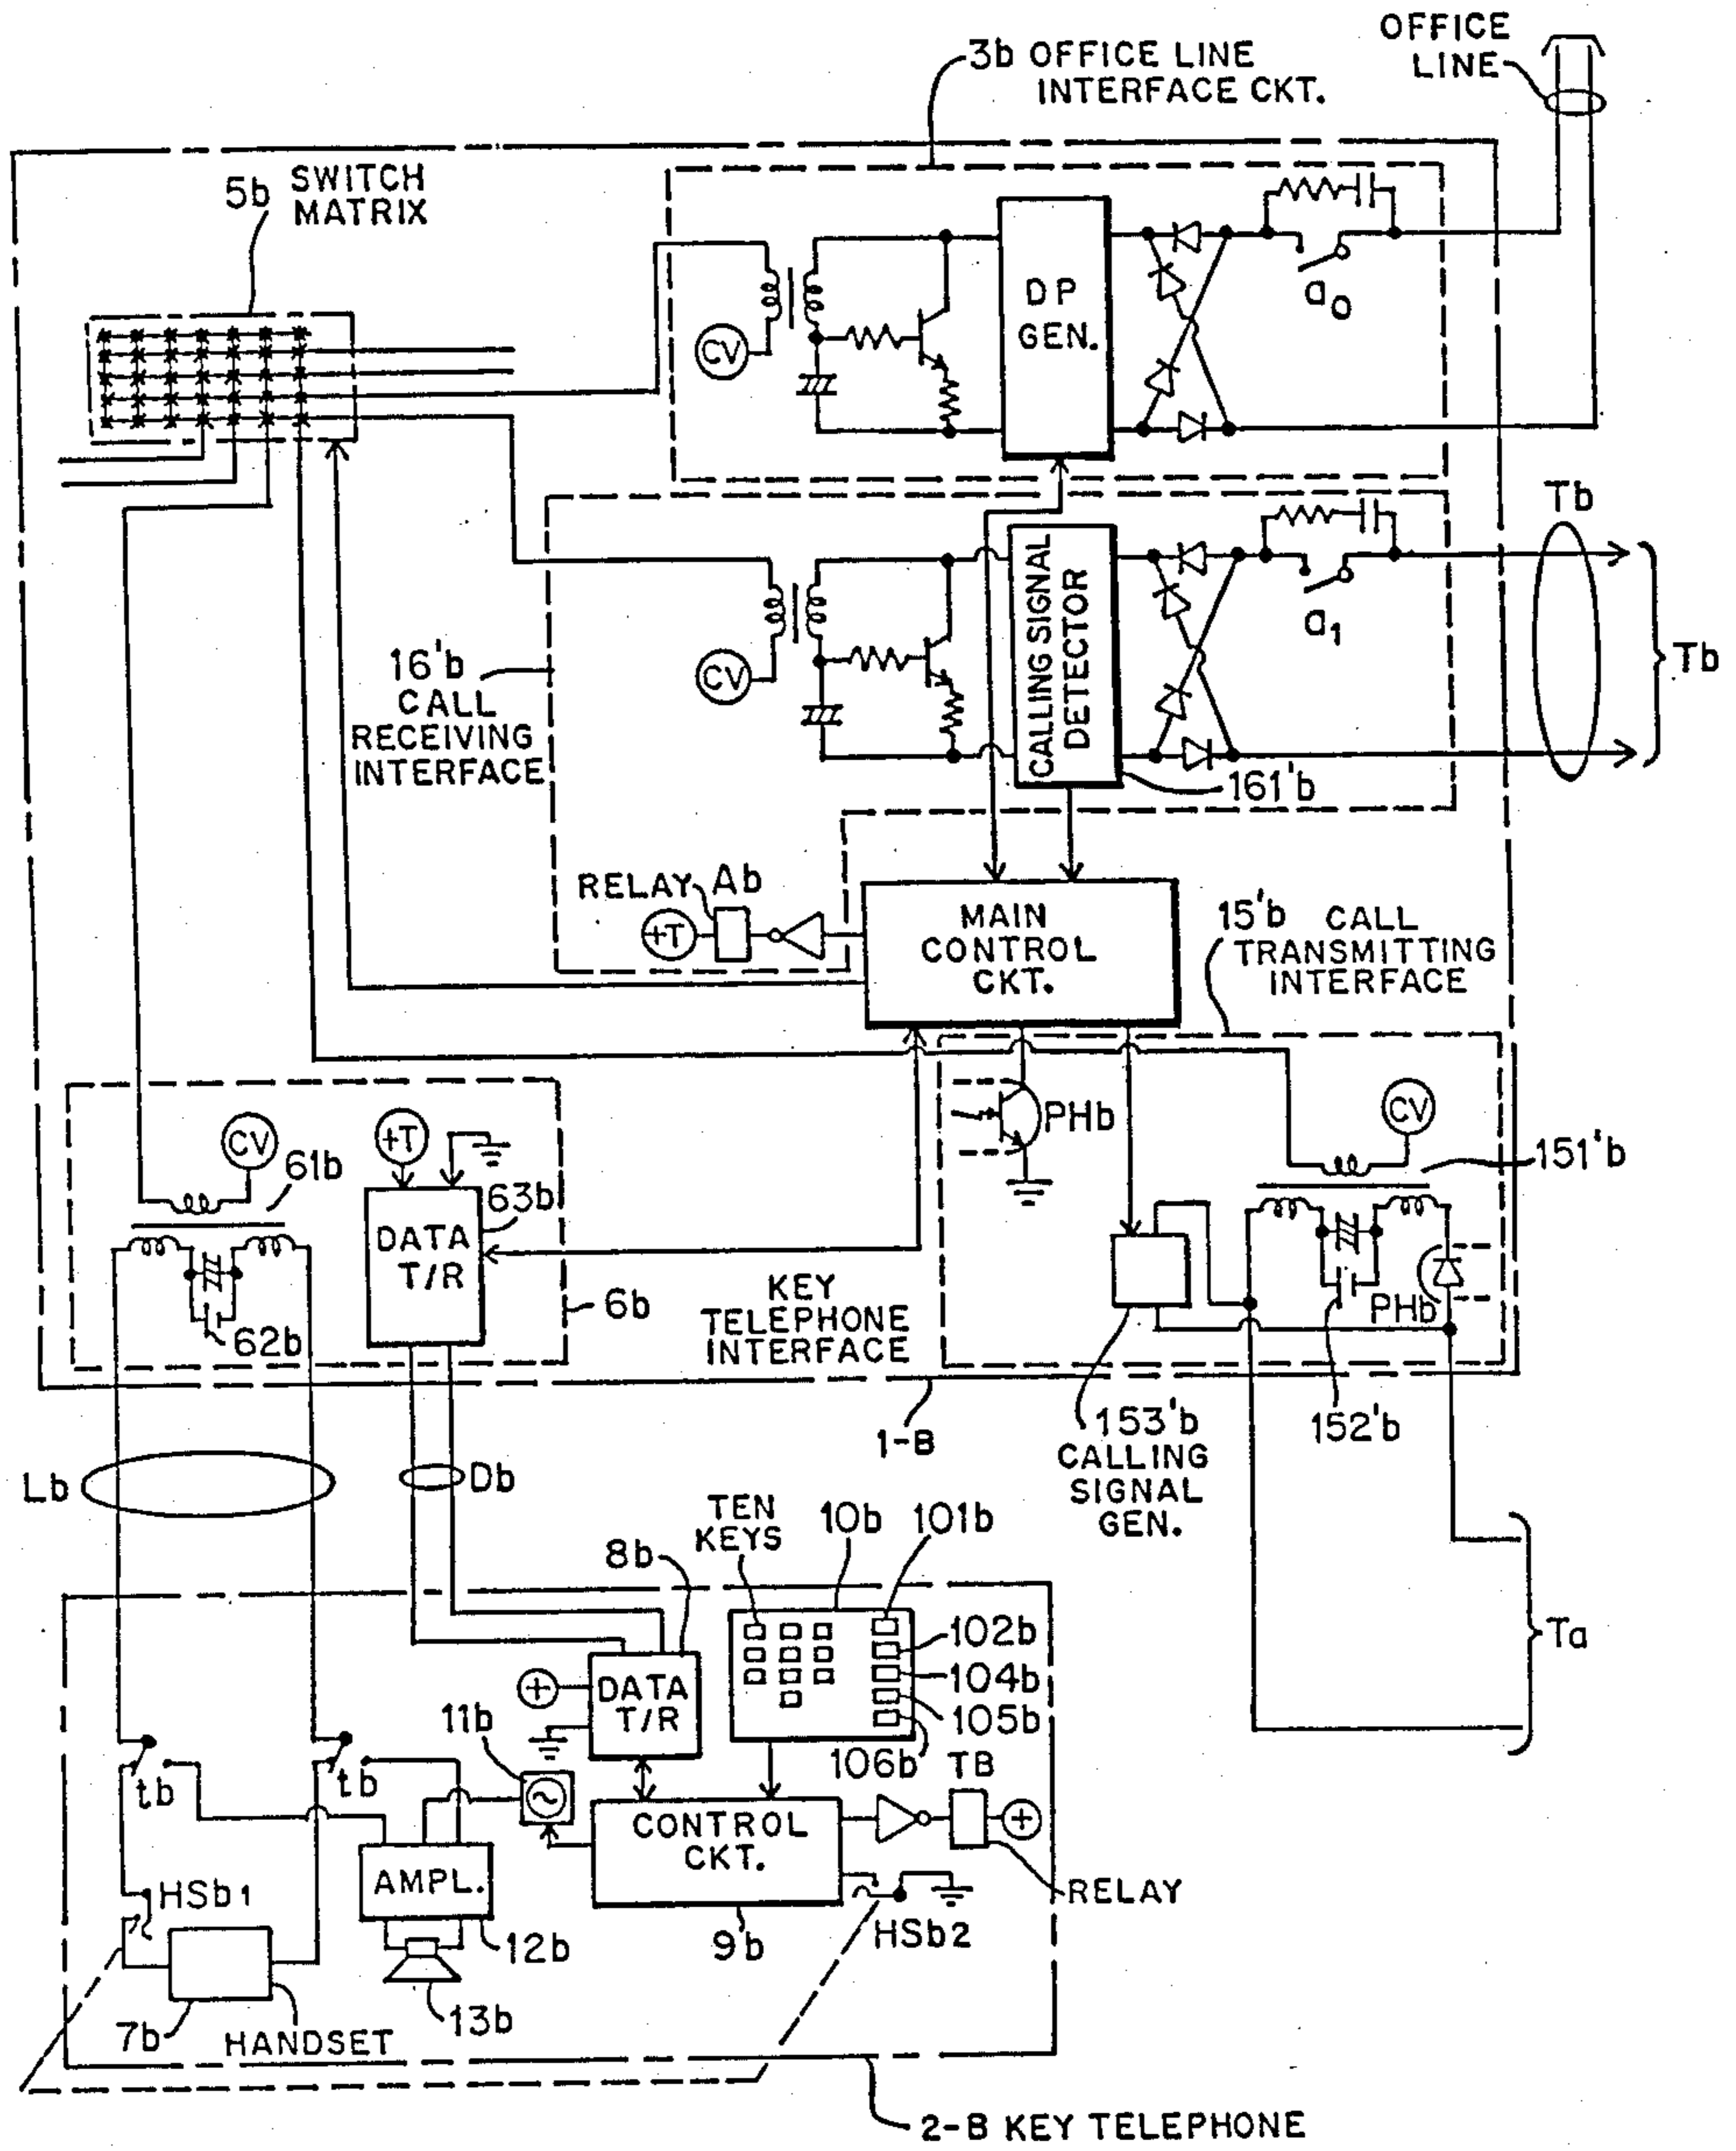 OFFICE
LINE
3b OFFICE LINE
INTERFACE CKT.
5b SWITCH
MATRIX
DP
GEN.
a0
CV
Tb
Tb
CALLING SIGNAL
DETECTOR
a1
CV
16'b
CALL
RECEIVING
INTERFACE
161'b
RELAY Ab
+T
MAIN
CONTROL
CKT.
15'b CALL
TRANSMITTING
INTERFACE
PHb
CV
151'b
CV
61b
+T
63b
DATA
T/R
62b
6b
KEY
TELEPHONE
INTERFACE
PHb
152'b
153'b
CALLING
SIGNAL
GEN.
1-B
Lb
Db
TEN
KEYS
10b
101b
8b
102b
104b
105b
106b
Ta
+
DATA
T/R
11b
tb
tb
TB
+
CONTROL
CKT.
RELAY
HSb1
AMPL.
12b
9b
HSb2
7b
HANDSET
13b
2-B KEY TELEPHONE